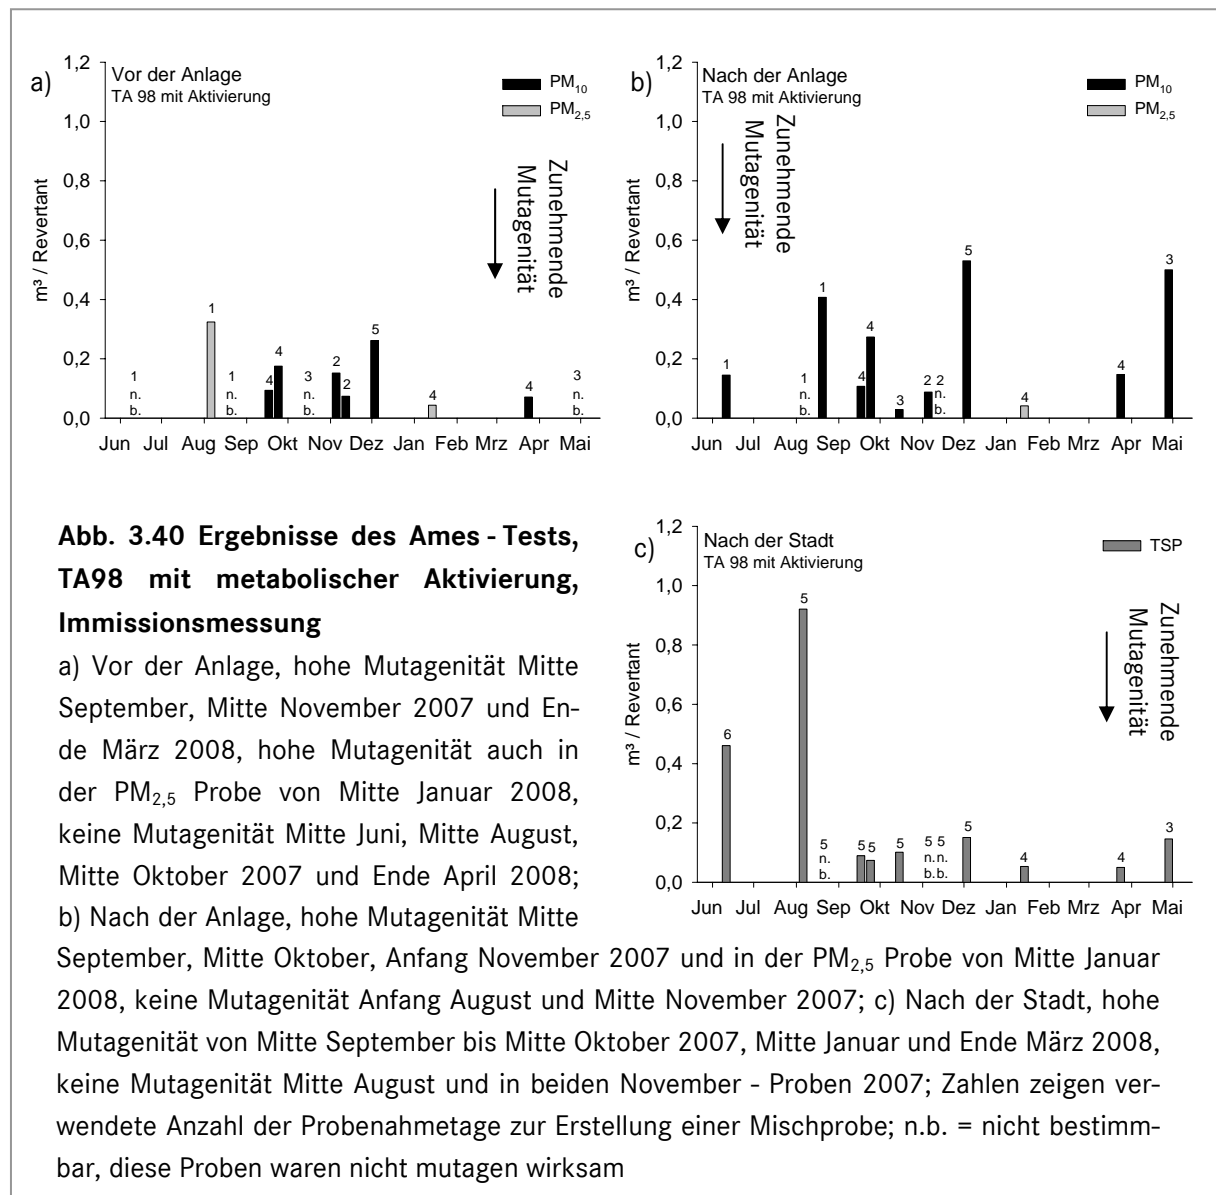 a)
Vor der Anlage
TA 98 mit Aktivierung
PM10
PM2,5
Zunehmende
Mutagenität
m³ / Revertant
1,2
1,0
0,8
0,6
0,4
0,2
0,0
1
n.
b.
1
1
n.
b.
4
4
3
n.
b.
2
2
5
4
4
3
n.
b.
Jun Jul Aug Sep Okt Nov Dez Jan Feb Mrz Apr Mai
b)
Nach der Anlage
TA 98 mit Aktivierung
PM10
PM2,5
Zunehmende
Mutagenität
m³ / Revertant
1,2
1,0
0,8
0,6
0,4
0,2
0,0
1
1
n.
b.
1
4
4
3
2
2
n.
b.
5
4
4
3
Jun Jul Aug Sep Okt Nov Dez Jan Feb Mrz Apr Mai
c)
Nach der Stadt
TA 98 mit Aktivierung
TSP
Zunehmende
Mutagenität
m³ / Revertant
1,2
1,0
0,8
0,6
0,4
0,2
0,0
6
5
5
n.
b.
5
5
5
5 5
n. n.
b. b.
5
4
4
3
Jun Jul Aug Sep Okt Nov Dez Jan Feb Mrz Apr Mai
Abb. 3.40 Ergebnisse des Ames - Tests,
TA98 mit metabolischer Aktivierung,
Immissionsmessung
a) Vor der Anlage, hohe Mutagenität Mitte
September, Mitte November 2007 und En-
de März 2008, hohe Mutagenität auch in
der PM2,5 Probe von Mitte Januar 2008,
keine Mutagenität Mitte Juni, Mitte August,
Mitte Oktober 2007 und Ende April 2008;
b) Nach der Anlage, hohe Mutagenität Mitte
September, Mitte Oktober, Anfang November 2007 und in der PM2,5 Probe von Mitte Januar
2008, keine Mutagenität Anfang August und Mitte November 2007; c) Nach der Stadt, hohe
Mutagenität von Mitte September bis Mitte Oktober 2007, Mitte Januar und Ende März 2008,
keine Mutagenität Mitte August und in beiden November - Proben 2007; Zahlen zeigen ver-
wendete Anzahl der Probenahmetage zur Erstellung einer Mischprobe; n.b. = nicht bestimm-
bar, diese Proben waren nicht mutagen wirksam